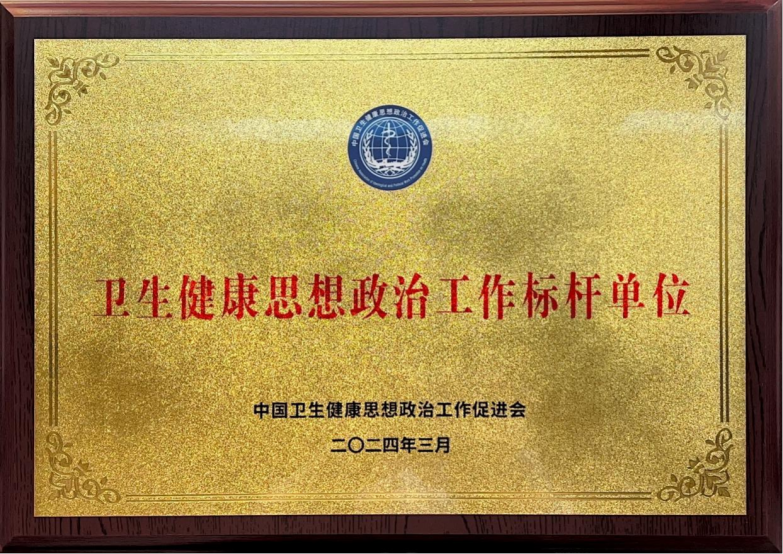 中国卫生健康思想政治工作促进会
卫生健康思想政治工作标杆单位
中国卫生健康思想政治工作促进会
二〇二四年三月